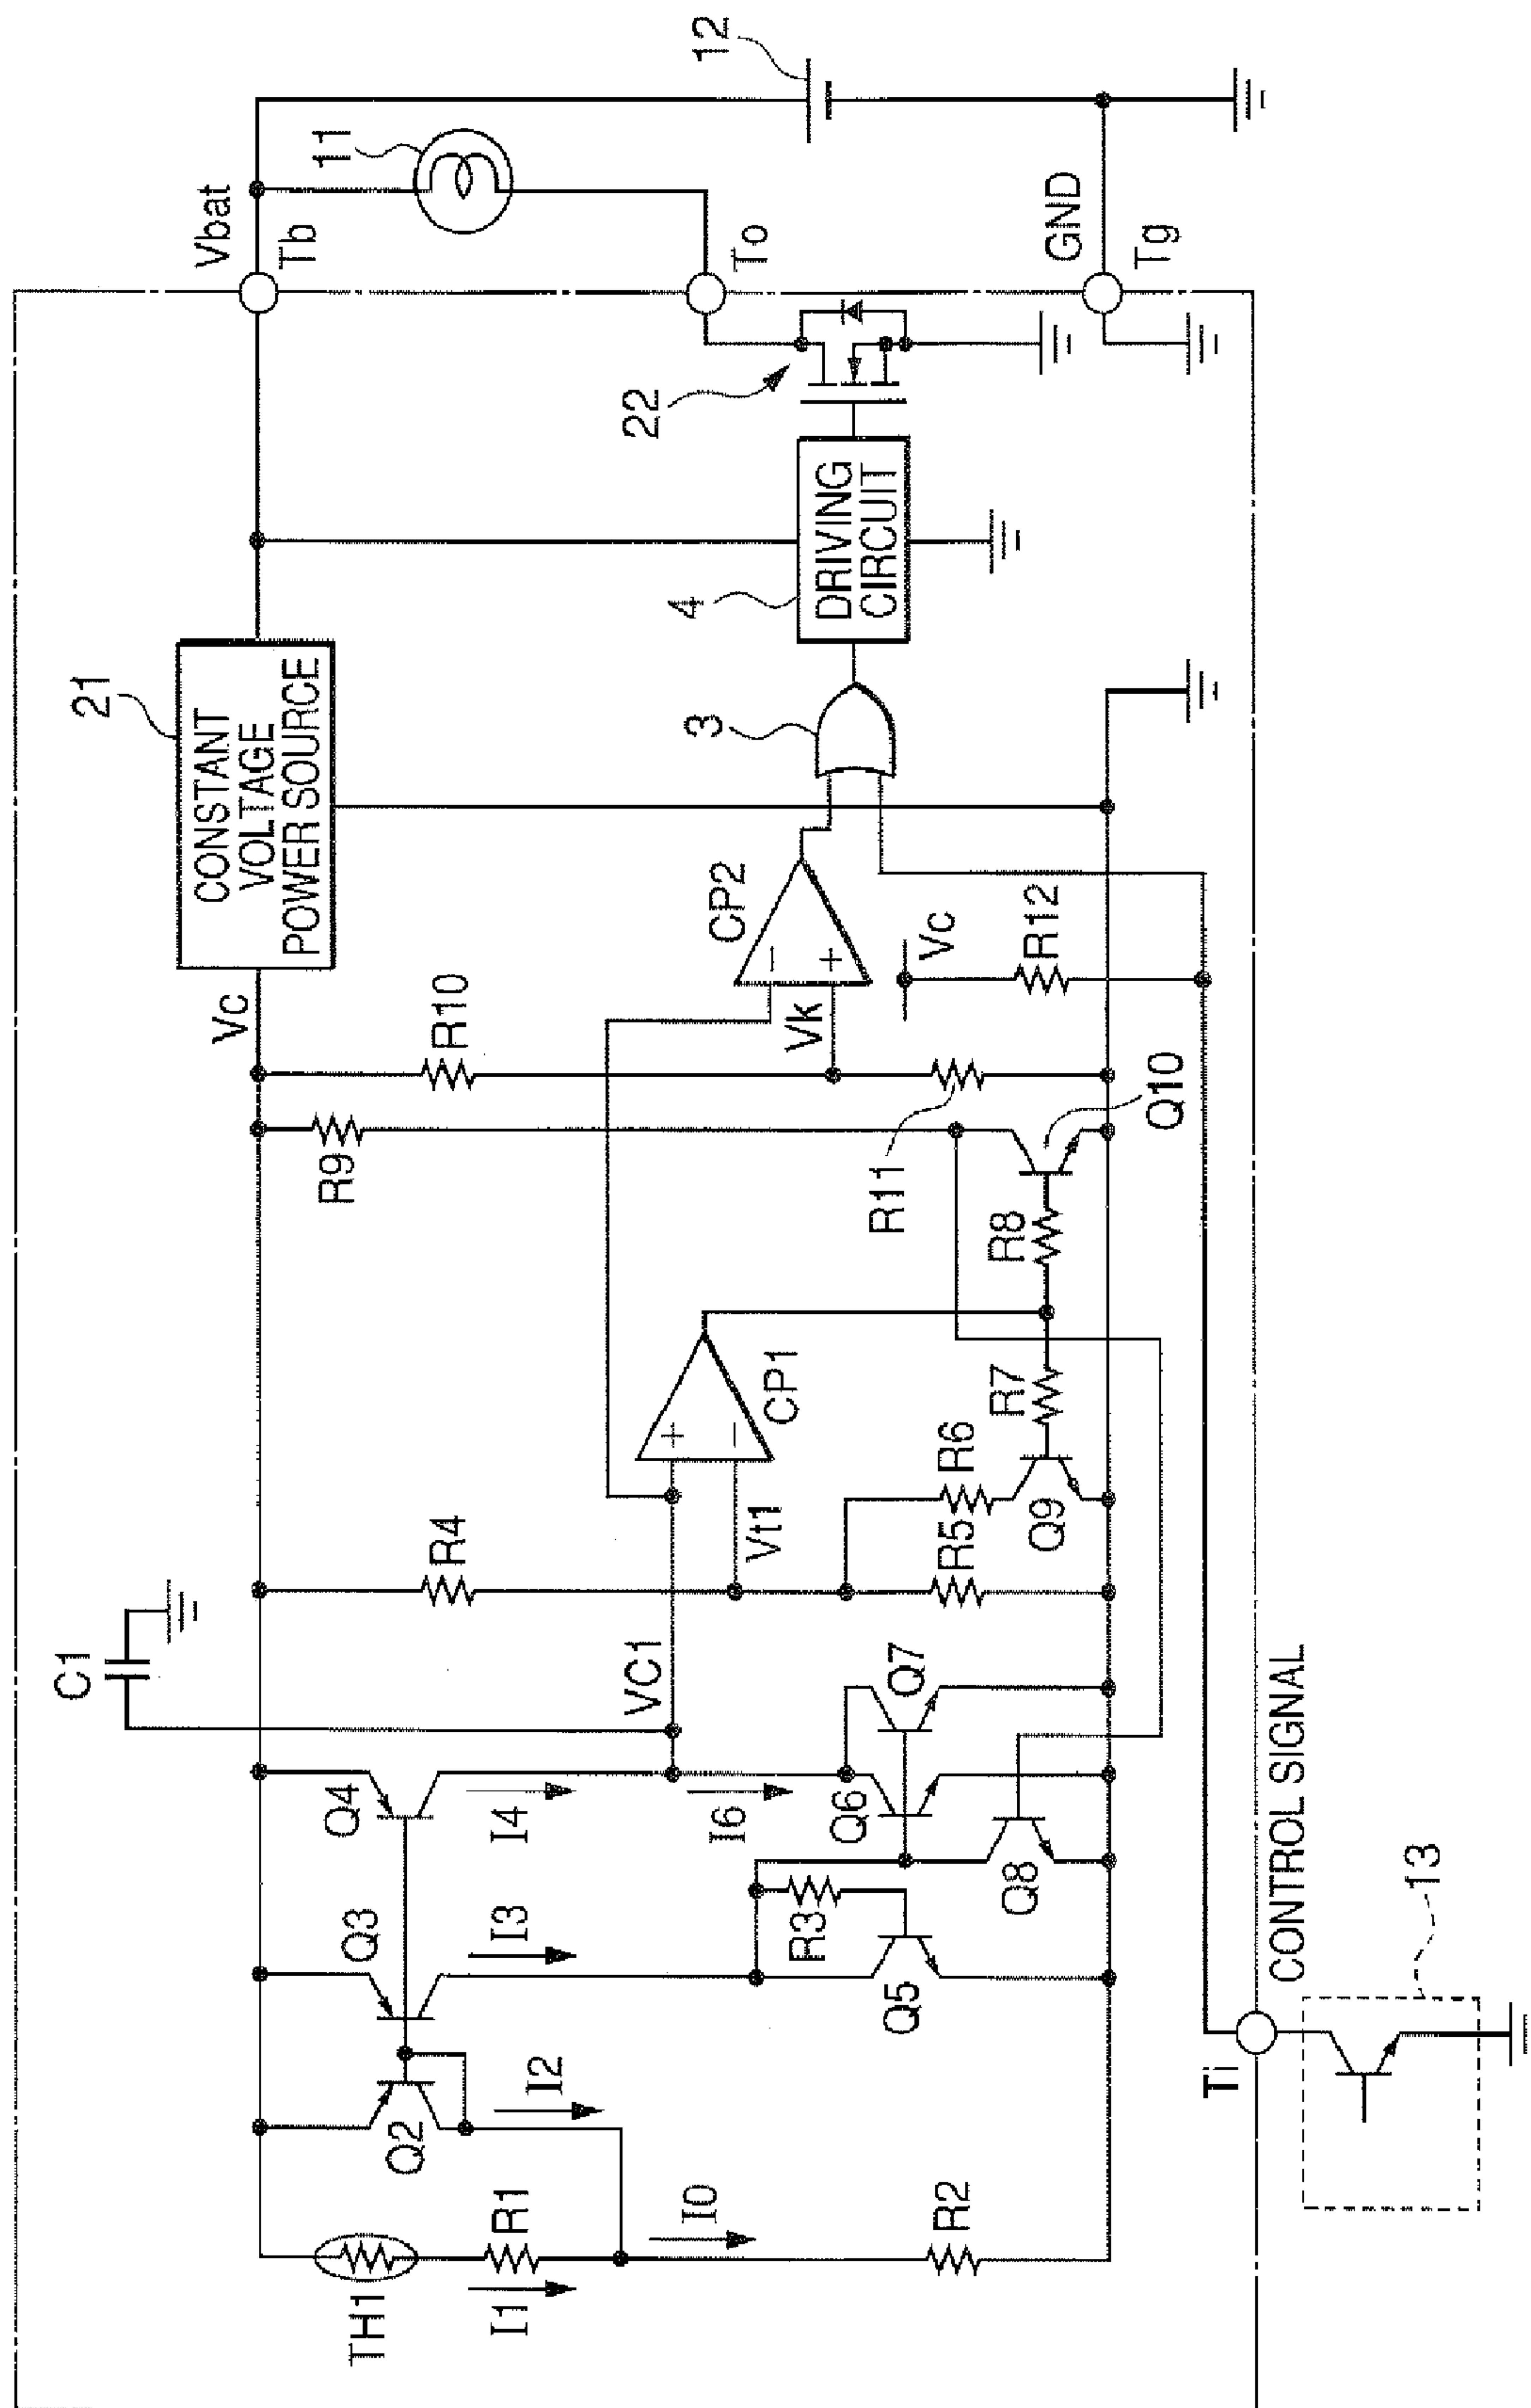 C1
21
CONSTANT
VOLTAGE
POWER SOURCE
Vbat
Tb
11
12
Vc
TH1
R1
I1
Q2
I2
Q3
I3
Q4
I4
R4
R9
R10
VC1
CP1
+
−
Vt1
I0
R2
R3
Q5
Q6
I6
Q7
Q8
R5
R6
Q9
R7
R8
Q10
R11
Vk
CP2
−
+
Vc
R12
3
4
DRIVING
CIRCUIT
22
To
GND
Tg
Ti
CONTROL SIGNAL
13